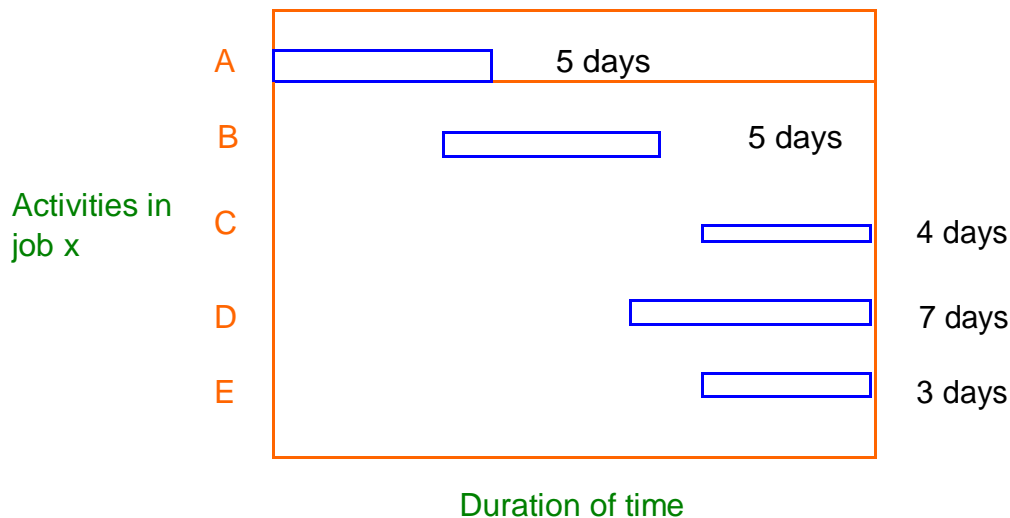 A
5 days
B
5 days
Activities in
job x
C
4 days
D
7 days
E
3 days
Duration of time